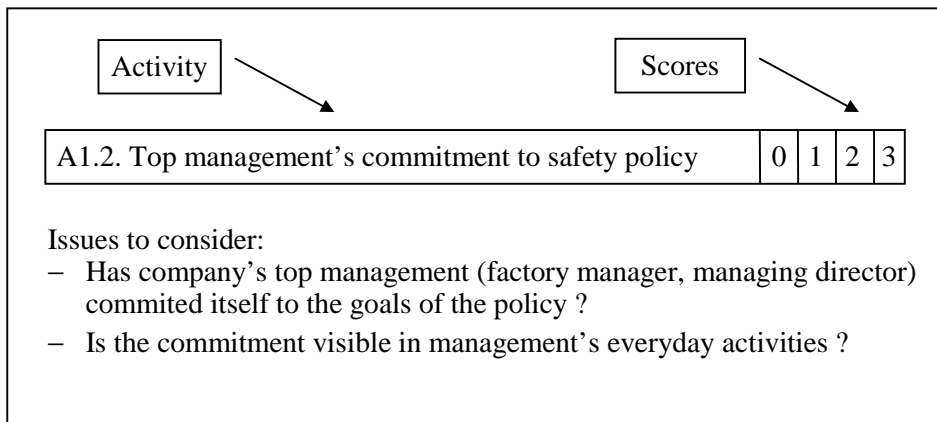 Activity
Scores
A1.2. Top management’s commitment to safety policy 0 1 2 3
Issues to consider:
– Has company’s top management (factory manager, managing director)
commited itself to the goals of the policy ?
– Is the commitment visible in management’s everyday activities ?